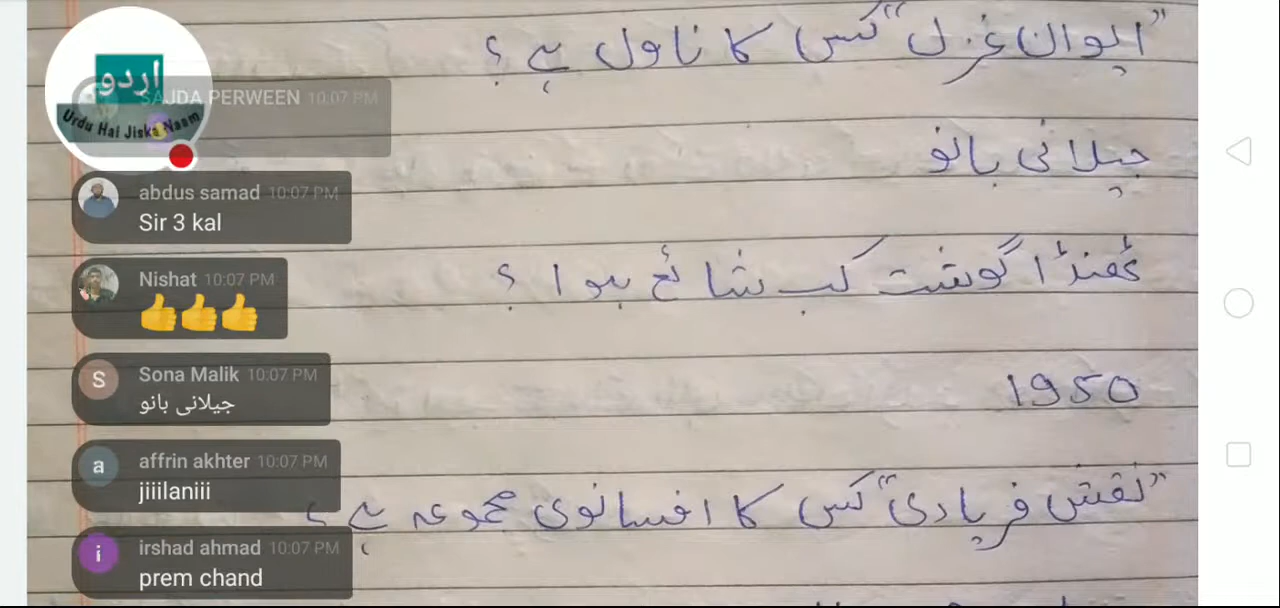 اردو
Urdu Hai Jiska Naam
SAJDA PERWEEN 10:07 PM
abdus samad 10:07 PM
Sir 3 kal
Nishat 10:07 PM
👍👍👍
S
Sona Malik 10:07 PM
جیلانی بانو
a
affrin akhter 10:07 PM
jiiilaniii
i
irshad ahmad 10:07 PM
prem chand
"ایوان غزل" کس کا ناول ہے؟
جیلانی بانو
ٹھنڈا گوشت کب شائع ہوا؟
1950
"نقش فریادی" کس کا افسانوی مجموعہ ہے؟